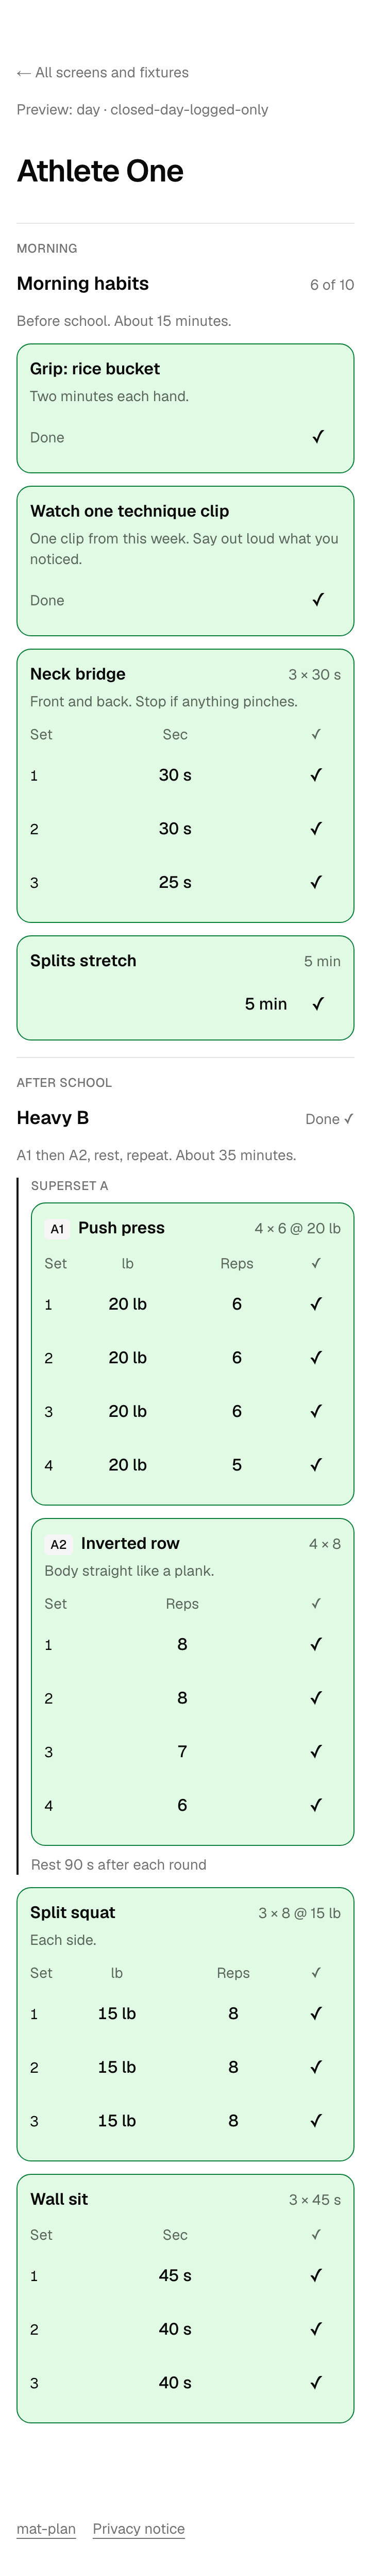 ← All screens and fixtures
Preview: day · closed-day-logged-only
Athlete One
MORNING
Morning habits 6 of 10
Before school. About 15 minutes.
Grip: rice bucket
Two minutes each hand.
Done ✓
Watch one technique clip
One clip from this week. Say out loud what you
noticed.
Done ✓
Neck bridge 3 × 30 s
Front and back. Stop if anything pinches.
Set Sec ✓
1 30 s ✓
2 30 s ✓
3 25 s ✓
Splits stretch 5 min
5 min ✓
AFTER SCHOOL
Heavy B Done ✓
A1 then A2, rest, repeat. About 35 minutes.
SUPERSET A
A1 Push press 4 × 6 @ 20 lb
Set lb Reps ✓
1 20 lb 6 ✓
2 20 lb 6 ✓
3 20 lb 6 ✓
4 20 lb 5 ✓
A2 Inverted row 4 × 8
Body straight like a plank.
Set Reps ✓
1 8 ✓
2 8 ✓
3 7 ✓
4 6 ✓
Rest 90 s after each round
Split squat 3 × 8 @ 15 lb
Each side.
Set lb Reps ✓
1 15 lb 8 ✓
2 15 lb 8 ✓
3 15 lb 8 ✓
Wall sit 3 × 45 s
Set Sec ✓
1 45 s ✓
2 40 s ✓
3 40 s ✓
mat-plan Privacy notice